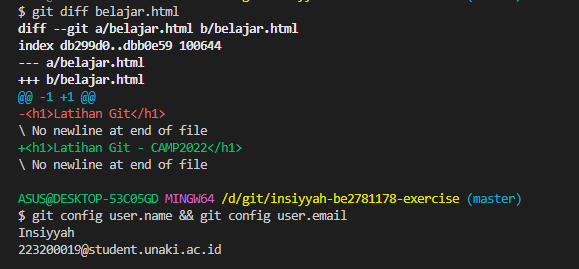 $ git diff belajar.html
diff --git a/belajar.html b/belajar.html
index db299d0..dbb0e59 100644
--- a/belajar.html
+++ b/belajar.html
@@ -1 +1 @@
-<h1>Latihan Git</h1>
\ No newline at end of file
+<h1>Latihan Git - CAMP2022</h1>
\ No newline at end of file

ASUS@DESKTOP-53C05GD MINGW64 /d/git/insiyyah-be2781178-exercise (master)
$ git config user.name && git config user.email
Insiyyah
223200019@student.unaki.ac.id